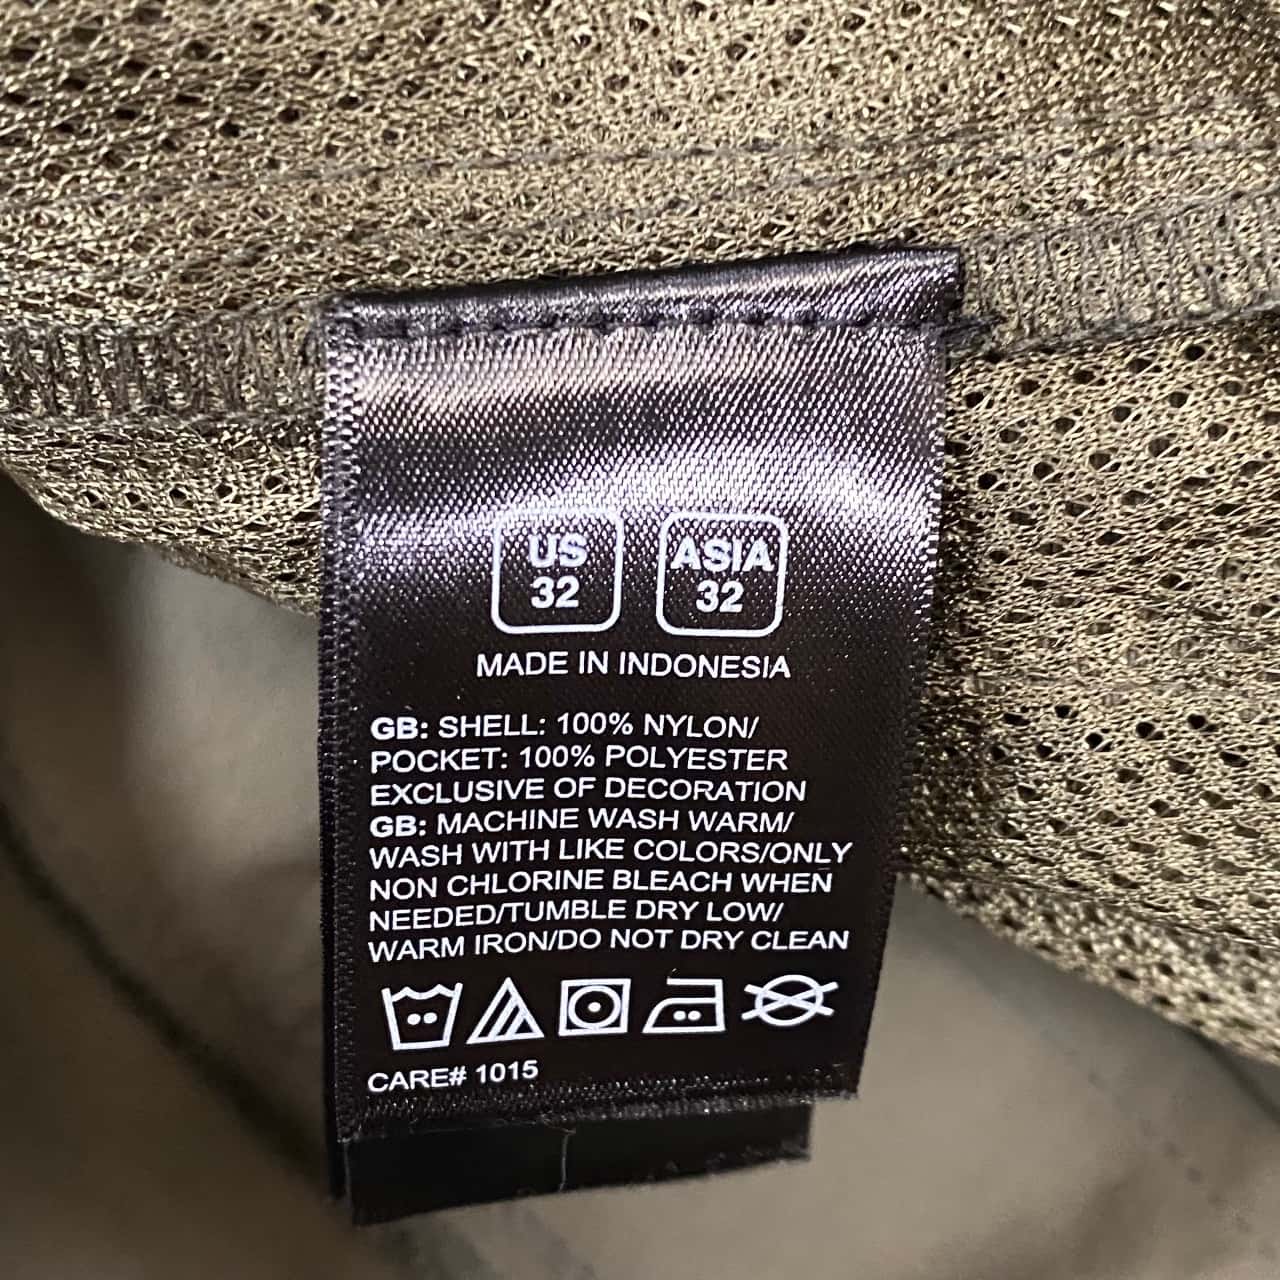 US
32
ASIA
32
MADE IN INDONESIA
GB: SHELL: 100% NYLON/
POCKET: 100% POLYESTER
EXCLUSIVE OF DECORATION
GB: MACHINE WASH WARM/
WASH WITH LIKE COLORS/ONLY
NON CHLORINE BLEACH WHEN
NEEDED/TUMBLE DRY LOW/
WARM IRON/DO NOT DRY CLEAN
CARE# 1015